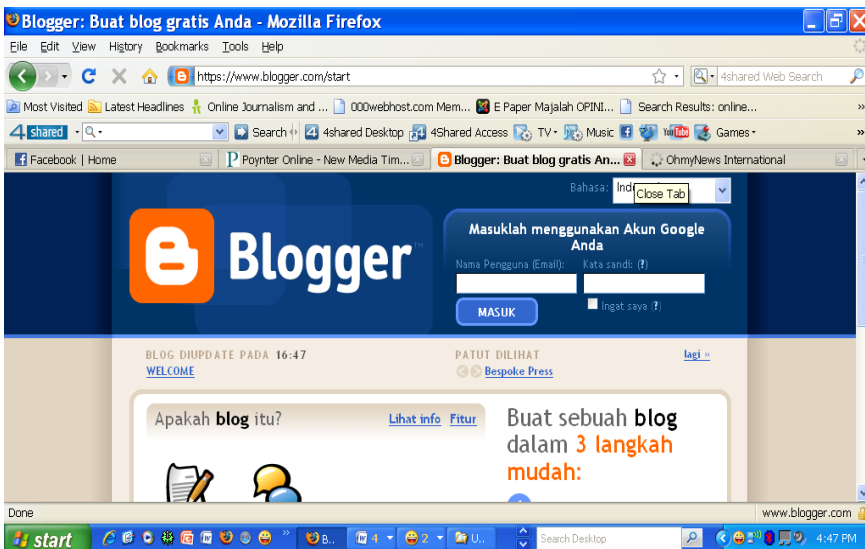 Blogger: Buat blog gratis Anda - Mozilla Firefox
File Edit View History Bookmarks Tools Help
https://www.blogger.com/start 4shared Web Search
Most Visited Latest Headlines Online Journalism and ... 000webhost.com Mem... E Paper Majalah OPINI... Search Results: online... »
4shared Search 4shared Desktop 4Shared Access TV Music YouTube Games »
Facebook | Home Poynter Online - New Media Tim... Blogger: Buat blog gratis An... OhmyNews International
Bahasa: Close Tab
Blogger™
Masuklah menggunakan Akun Google
Anda
Nama Pengguna (Email): Kata sandi: (?)
MASUK Ingat saya (?)
BLOG DIUPDATE PADA 16:47 PATUT DILIHAT lagi »
WELCOME Bespoke Press
Apakah blog itu? Lihat info Fitur
Buat sebuah blog
dalam 3 langkah
mudah:
Done www.blogger.com
start » B.. 4 2 U.. Search Desktop 4:47 PM